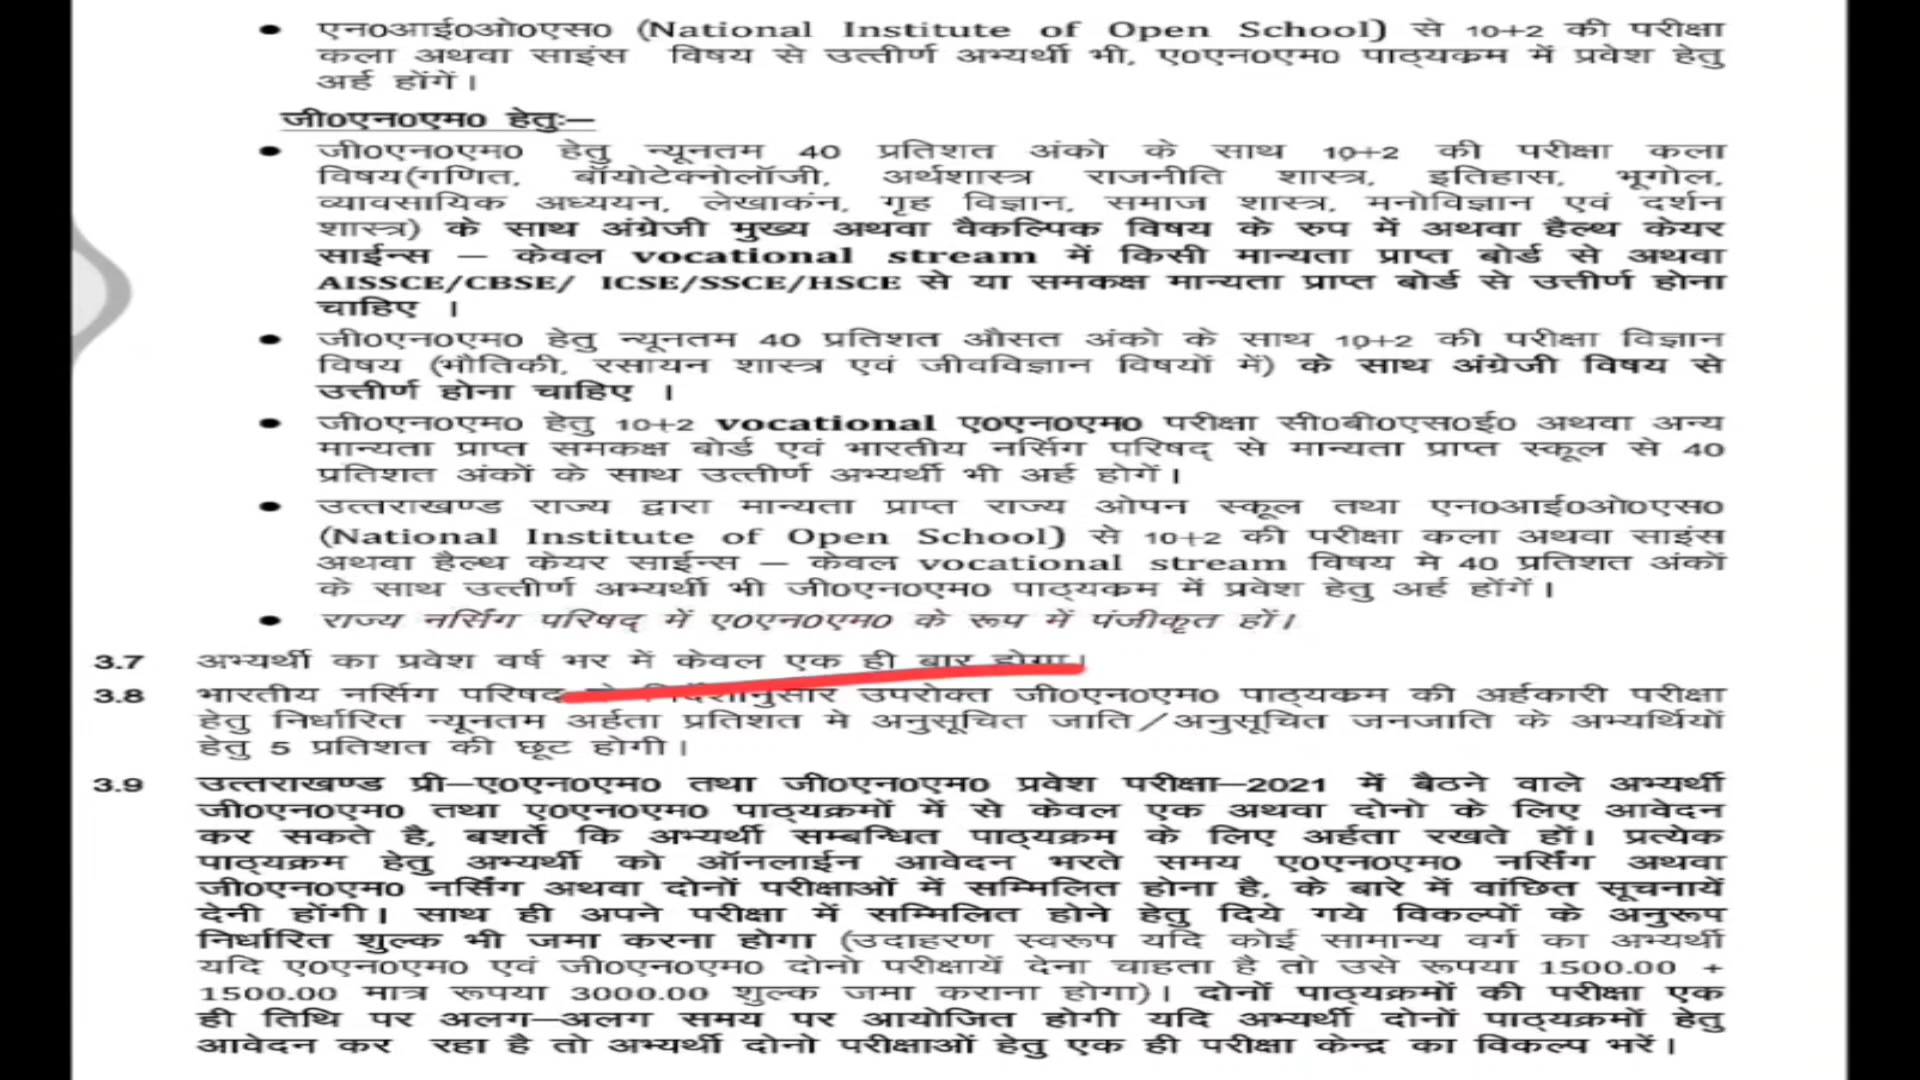 ● एन0आई0ओ0एस0 (National Institute of Open School) से 10+2 की परीक्षा
कला अथवा साइंस विषय से उत्तीर्ण अभ्यर्थी भी, ए0एन0एम0 पाठ्यकम में प्रवेश हेतु
अर्ह होंगें।
जी0एन0एम0 हेतुः—
● जी0एन0एम0 हेतु न्यूनतम 40 प्रतिशत अंको के साथ 10+2 की परीक्षा कला
विषय(गणित, बॉयोटेक्नोलॉजी, अर्थशास्त्र राजनीति शास्त्र, इतिहास, भूगोल,
व्यावसायिक अध्ययन, लेखाकंन, गृह विज्ञान, समाज शास्त्र, मनोविज्ञान एवं दर्शन
शास्त्र) के साथ अंग्रेजी मुख्य अथवा वैकल्पिक विषय के रुप में अथवा हैल्थ केयर
साईन्स – केवल vocational stream में किसी मान्यता प्राप्त बोर्ड से अथवा
AISSCE/CBSE/ ICSE/SSCE/HSCE से या समकक्ष मान्यता प्राप्त बोर्ड से उत्तीर्ण होना
चाहिए ।
● जी0एन0एम0 हेतु न्यूनतम 40 प्रतिशत औसत अंको के साथ 10+2 की परीक्षा विज्ञान
विषय (भौतिकी, रसायन शास्त्र एवं जीवविज्ञान विषयों में) के साथ अंग्रेजी विषय से
उत्तीर्ण होना चाहिए ।
● जी0एन0एम0 हेतु 10+2 vocational ए0एन0एम0 परीक्षा सी0बी0एस0ई0 अथवा अन्य
मान्यता प्राप्त समकक्ष बोर्ड एवं भारतीय नर्सिग परिषद् से मान्यता प्राप्त स्कूल से 40
प्रतिशत अंकों के साथ उत्तीर्ण अभ्यर्थी भी अर्ह होगें।
● उत्तराखण्ड राज्य द्वारा मान्यता प्राप्त राज्य ओपन स्कूल तथा एन0आई0ओ0एस0
(National Institute of Open School) से 10+2 की परीक्षा कला अथवा साइंस
अथवा हैल्थ केयर साईन्स – केवल vocational stream विषय मे 40 प्रतिशत अंकों
के साथ उत्तीर्ण अभ्यर्थी भी जी0एन0एम0 पाठ्यकम में प्रवेश हेतु अर्ह होंगें।
● राज्य नर्सिग परिषद् में ए0एन0एम0 के रूप में पंजीकृत हों।
3.7 अभ्यर्थी का प्रवेश वर्ष भर में केवल एक ही बार होगा।
3.8 भारतीय नर्सिग परिषद के निर्देशानुसार उपरोक्त जी0एन0एम0 पाठ्यकम की अर्हकारी परीक्षा
हेतु निर्धारित न्यूनतम अर्हता प्रतिशत मे अनुसूचित जाति/अनुसूचित जनजाति के अभ्यर्थियों
हेतु 5 प्रतिशत की छूट होगी।
3.9 उत्तराखण्ड प्री–ए0एन0एम0 तथा जी0एन0एम0 प्रवेश परीक्षा–2021 में बैठने वाले अभ्यर्थी
जी0एन0एम0 तथा ए0एन0एम0 पाठ्यक्रमों में से केवल एक अथवा दोनो के लिए आवेदन
कर सकते है, बशर्ते कि अभ्यर्थी सम्बन्धित पाठ्यक्रम के लिए अर्हता रखते हों। प्रत्येक
पाठ्यक्रम हेतु अभ्यर्थी को ऑनलाईन आवेदन भरते समय ए0एन0एम0 नर्सिंग अथवा
जी0एन0एम0 नर्सिंग अथवा दोनों परीक्षाओं में सम्मिलित होना है, के बारे में वांछित सूचनायें
देनी होंगी। साथ ही अपने परीक्षा में सम्मिलित होने हेतु दिये गये विकल्पों के अनुरूप
निर्धारित शुल्क भी जमा करना होगा (उदाहरण स्वरूप यदि कोई सामान्य वर्ग का अभ्यर्थी
यदि ए0एन0एम0 एवं जी0एन0एम0 दोनो परीक्षायें देना चाहता है तो उसे रूपया 1500.00 +
1500.00 मात्र रूपया 3000.00 शुल्क जमा कराना होगा)। दोनों पाठ्यक्रमों की परीक्षा एक
ही तिथि पर अलग–अलग समय पर आयोजित होगी यदि अभ्यर्थी दोनों पाठ्यक्रमों हेतु
आवेदन कर रहा है तो अभ्यर्थी दोनो परीक्षाओं हेतु एक ही परीक्षा केन्द्र का विकल्प भरें।